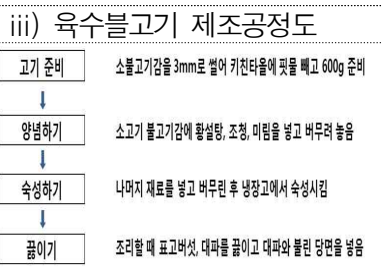 iii) 육수불고기 제조공정도
고기 준비 소불고기감을 3mm로 썰어 키친타올에 핏물 빼고 600g 준비
양념하기 소고기 불고기감에 황설탕, 조청, 미림을 넣고 버무려 놓음
숙성하기 나머지 재료를 넣고 버무린 후 냉장고에서 숙성시킴
끓이기 조리할 때 표고버섯, 대파를 끓이고 대파와 불린 당면을 넣음